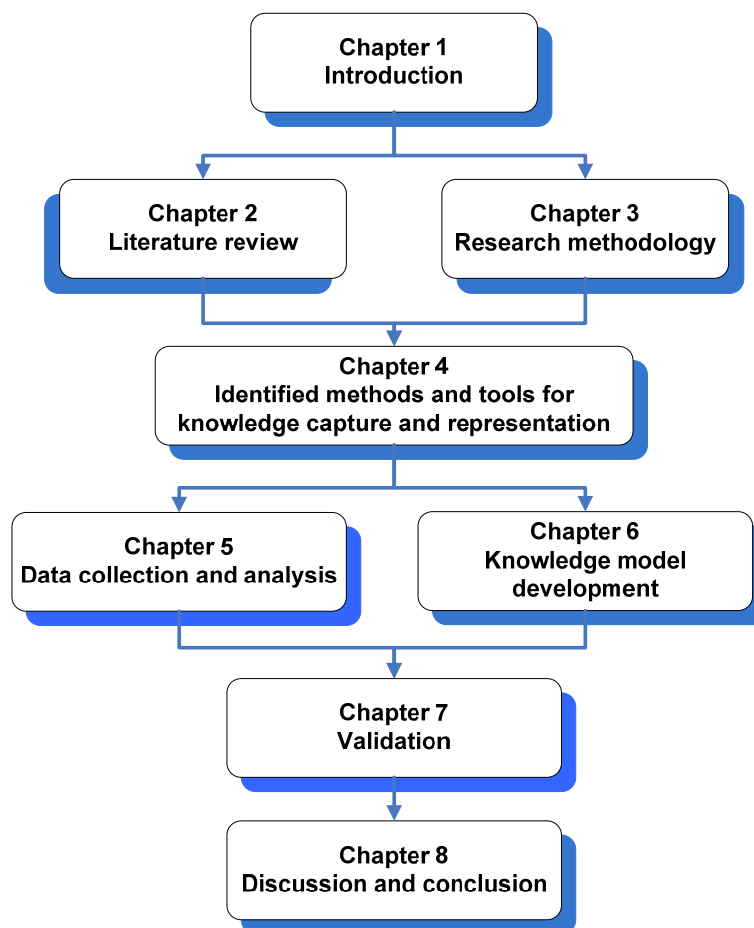 Chapter 1
Introduction
Chapter 2
Literature review
Chapter 3
Research methodology
Chapter 4
Identified methods and tools for
knowledge capture and representation
Chapter 5
Data collection and analysis
Chapter 6
Knowledge model
development
Chapter 7
Validation
Chapter 8
Discussion and conclusion